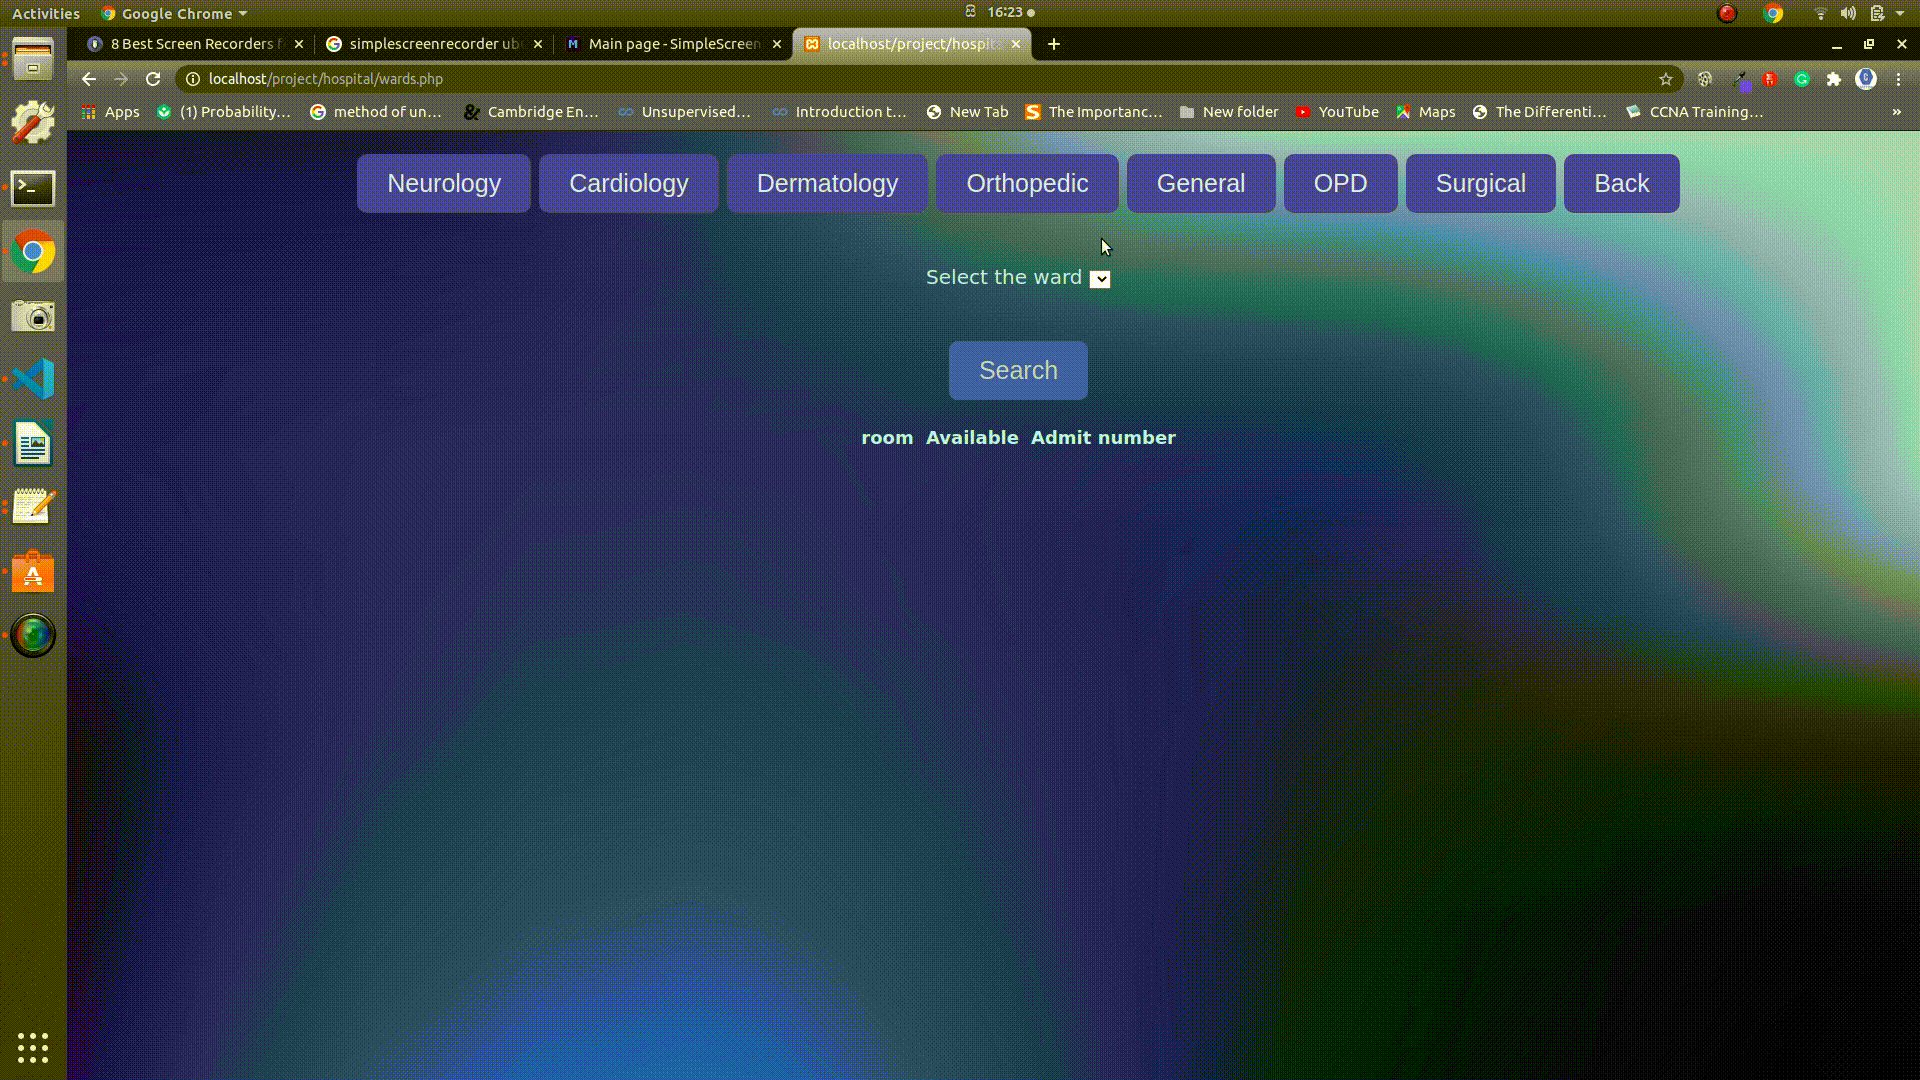 Activities Google Chrome 16:23
8 Best Screen Recorders f simplescreenrecorder ub Main page - SimpleScreen localhost/project/hospita
localhost/project/hospital/wards.php
Apps (1) Probability... method of un... Cambridge En... Unsupervised... Introduction t... New Tab The Importanc... New folder YouTube Maps The Differenti... CCNA Training... »
Neurology Cardiology Dermatology Orthopedic General OPD Surgical Back
Select the ward
Search
room Available Admit number